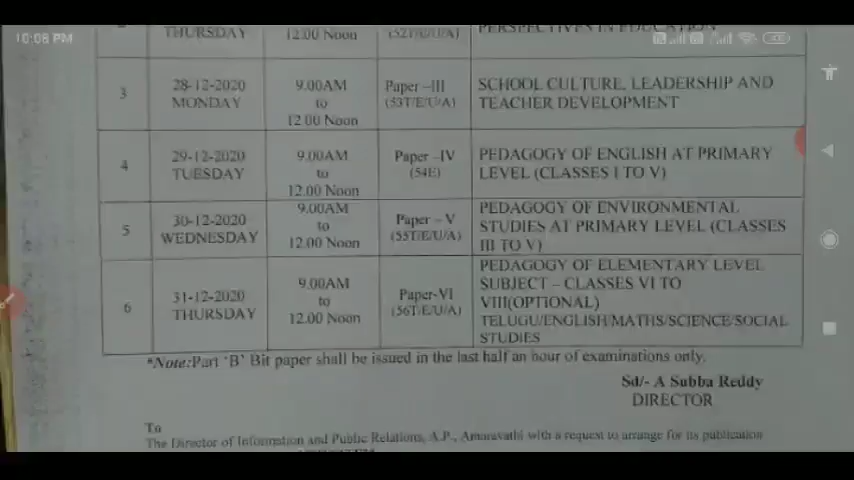 10:08 PM
THURSDAY 12.00 Noon (52T/E/U/A) PERSPECTIVES IN EDUCATION
3 28-12-2020 MONDAY 9.00AM to 12.00 Noon Paper –III (53T/E/U/A) SCHOOL CULTURE, LEADERSHIP AND
TEACHER DEVELOPMENT
4 29-12-2020 TUESDAY 9.00AM to 12.00 Noon Paper –IV (54E) PEDAGOGY OF ENGLISH AT PRIMARY
LEVEL (CLASSES I TO V)
5 30-12-2020 WEDNESDAY 9.00AM to 12.00 Noon Paper – V (55T/E/U/A) PEDAGOGY OF ENVIRONMENTAL
STUDIES AT PRIMARY LEVEL (CLASSES
III TO V)
6 31-12-2020 THURSDAY 9.00AM to 12.00 Noon Paper-VI (56T/E/U/A) PEDAGOGY OF ELEMENTARY LEVEL
SUBJECT – CLASSES VI TO
VIII(OPTIONAL)
TELUGU/ENGLISH/MATHS/SCIENCE/SOCIAL
STUDIES
*Note:Part 'B' Bit paper shall be issued in the last half an hour of examinations only.
Sd/- A Subba Reddy
DIRECTOR
To
The Director of Information and Public Relations, A.P., Amaravathi with a request to arrange for its publication